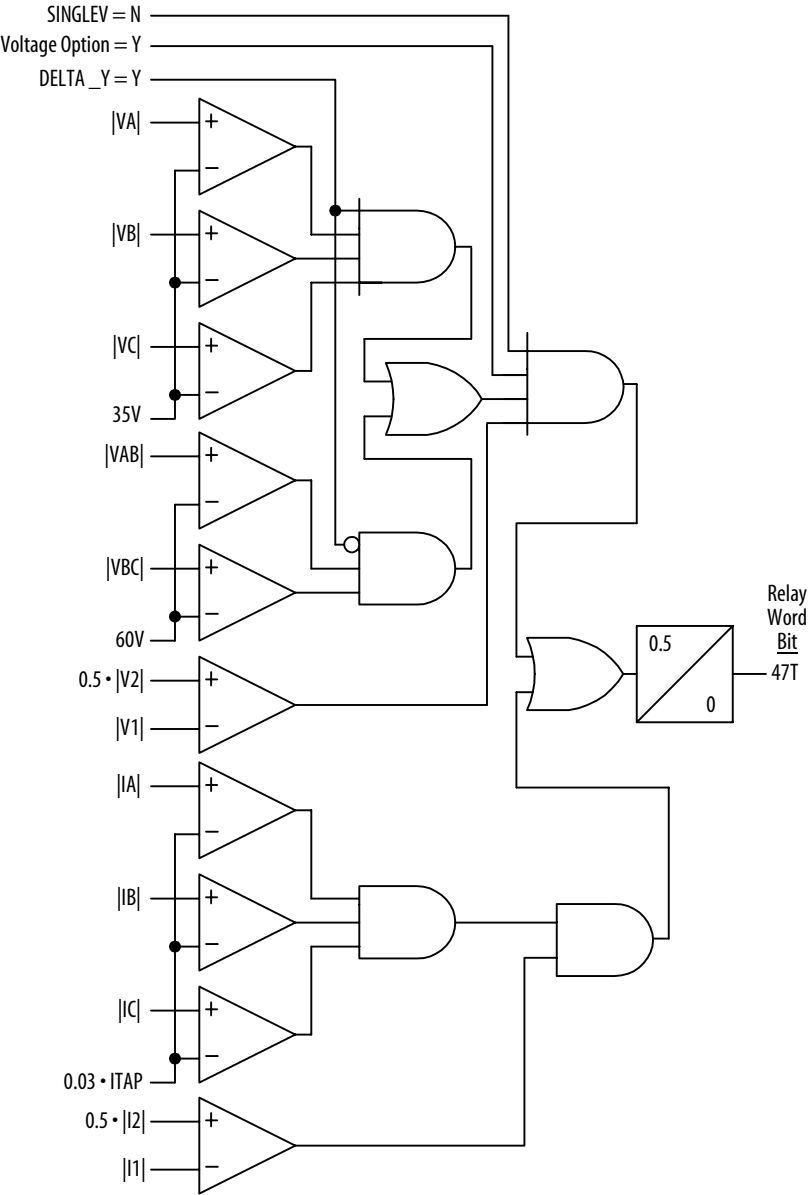 SINGLEV = N
Voltage Option = Y
DELTA _Y = Y
|VA|
+
−
|VB|
+
−
|VC|
+
−
35V
|VAB|
+
−
|VBC|
+
−
60V
0.5 • |V2|
+
|V1|
−
Relay
Word
Bit
0.5
0
47T
|IA|
+
−
|IB|
+
−
|IC|
+
−
0.03 • ITAP
0.5 • |I2|
+
|I1|
−